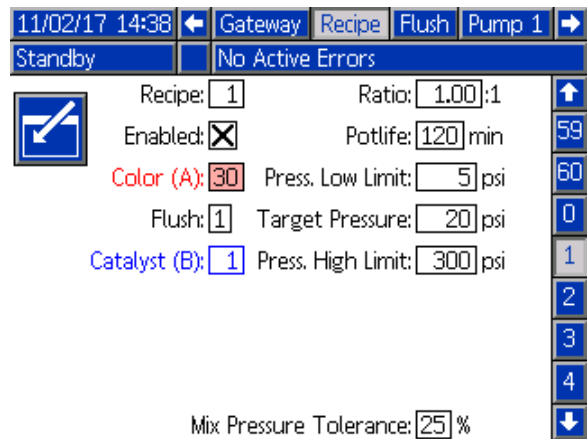 11/02/17 14:38 Gateway Recipe Flush Pump 1
Standby No Active Errors
Recipe: 1 Ratio: 1.00:1
Enabled: X Potlife: 120 min
Color (A): 30 Press. Low Limit: 5 psi
Flush: 1 Target Pressure: 20 psi
Catalyst (B): 1 Press. High Limit: 300 psi
Mix Pressure Tolerance: 25 %
59
60
0
1
2
3
4